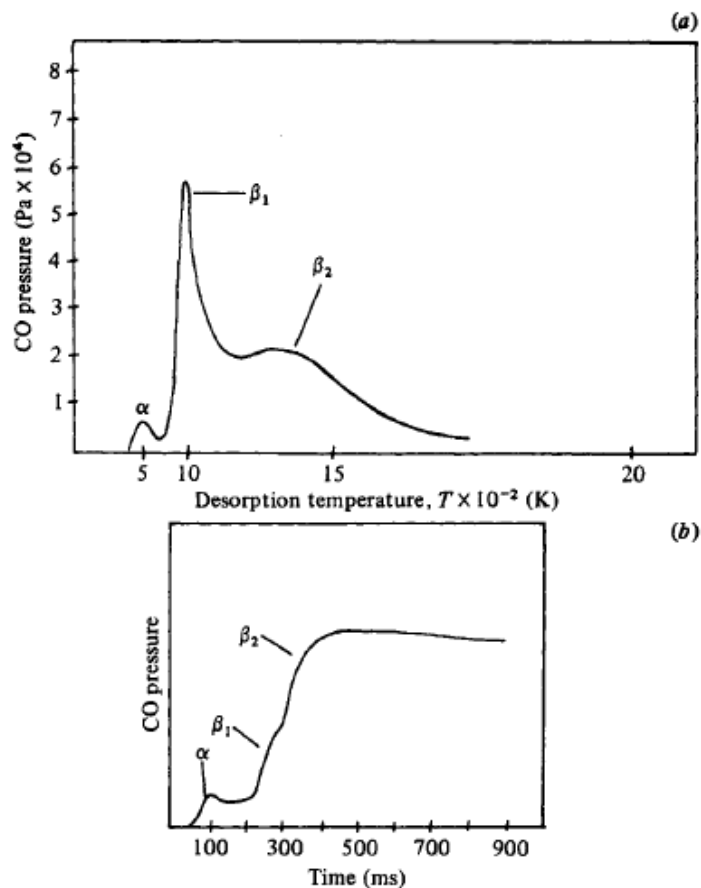 (a)
8
7
6
5
4
3
2
1
CO pressure (Pa × 10⁴)
α
β₁
β₂
5 10 15 20
Desorption temperature, T × 10⁻² (K)
(b)
CO pressure
β₂
β₁
α
100 300 500 700 900
Time (ms)